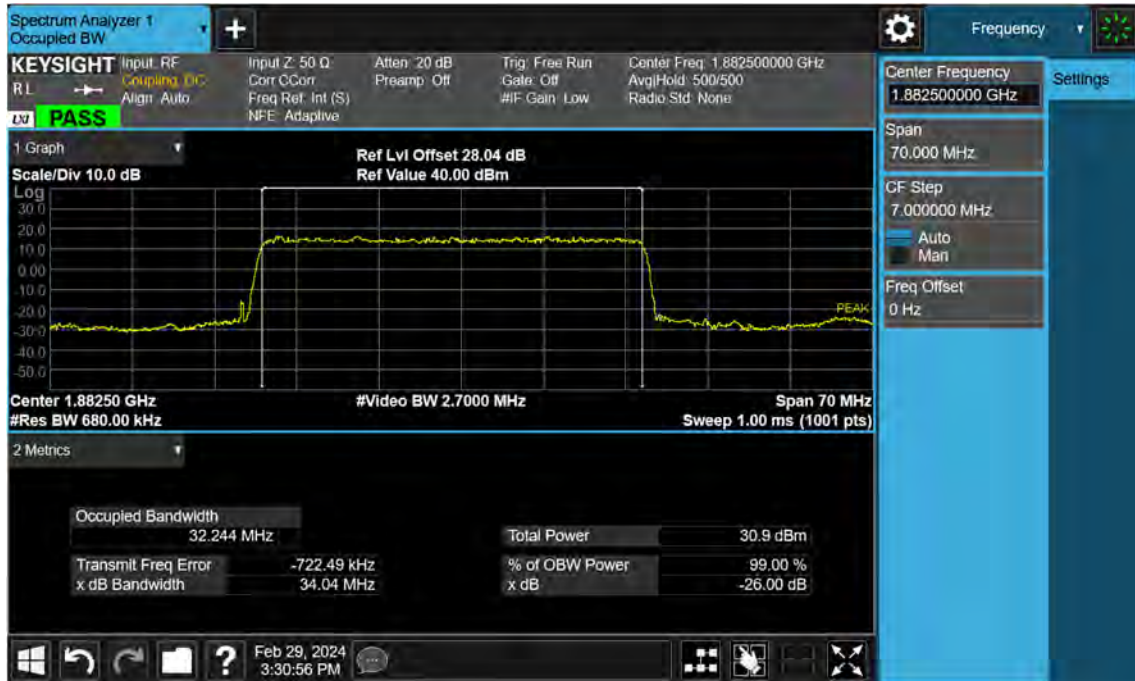 Spectrum Analyzer 1
Occupied BW
Frequency
KEYSIGHT
R L
LXI
PASS
Input: RF
Coupling: DC
Align: Auto
Input Z: 50 Ω
Corr CCorr
Freq Ref: Int (S)
NFE: Adaptive
Atten: 20 dB
Preamp: Off
Trig: Free Run
Gate: Off
#IF Gain: Low
Center Freq: 1.882500000 GHz
Avg|Hold: 500/500
Radio Std: None
Center Frequency
1.882500000 GHz
Settings
Span
70.000 MHz
CF Step
7.000000 MHz
Auto
Man
Freq Offset
0 Hz
1 Graph
Scale/Div 10.0 dB
Ref Lvl Offset 28.04 dB
Ref Value 40.00 dBm
Log
30.0
20.0
10.0
0.00
-10.0
-20.0
-30.0
-40.0
-50.0
PEAK
Center 1.88250 GHz
#Res BW 680.00 kHz
#Video BW 2.7000 MHz
Span 70 MHz
Sweep 1.00 ms (1001 pts)
2 Metrics
Occupied Bandwidth
32.244 MHz
Total Power 30.9 dBm
Transmit Freq Error -722.49 kHz
% of OBW Power 99.00 %
x dB Bandwidth 34.04 MHz
x dB -26.00 dB
?
Feb 29, 2024
3:30:56 PM